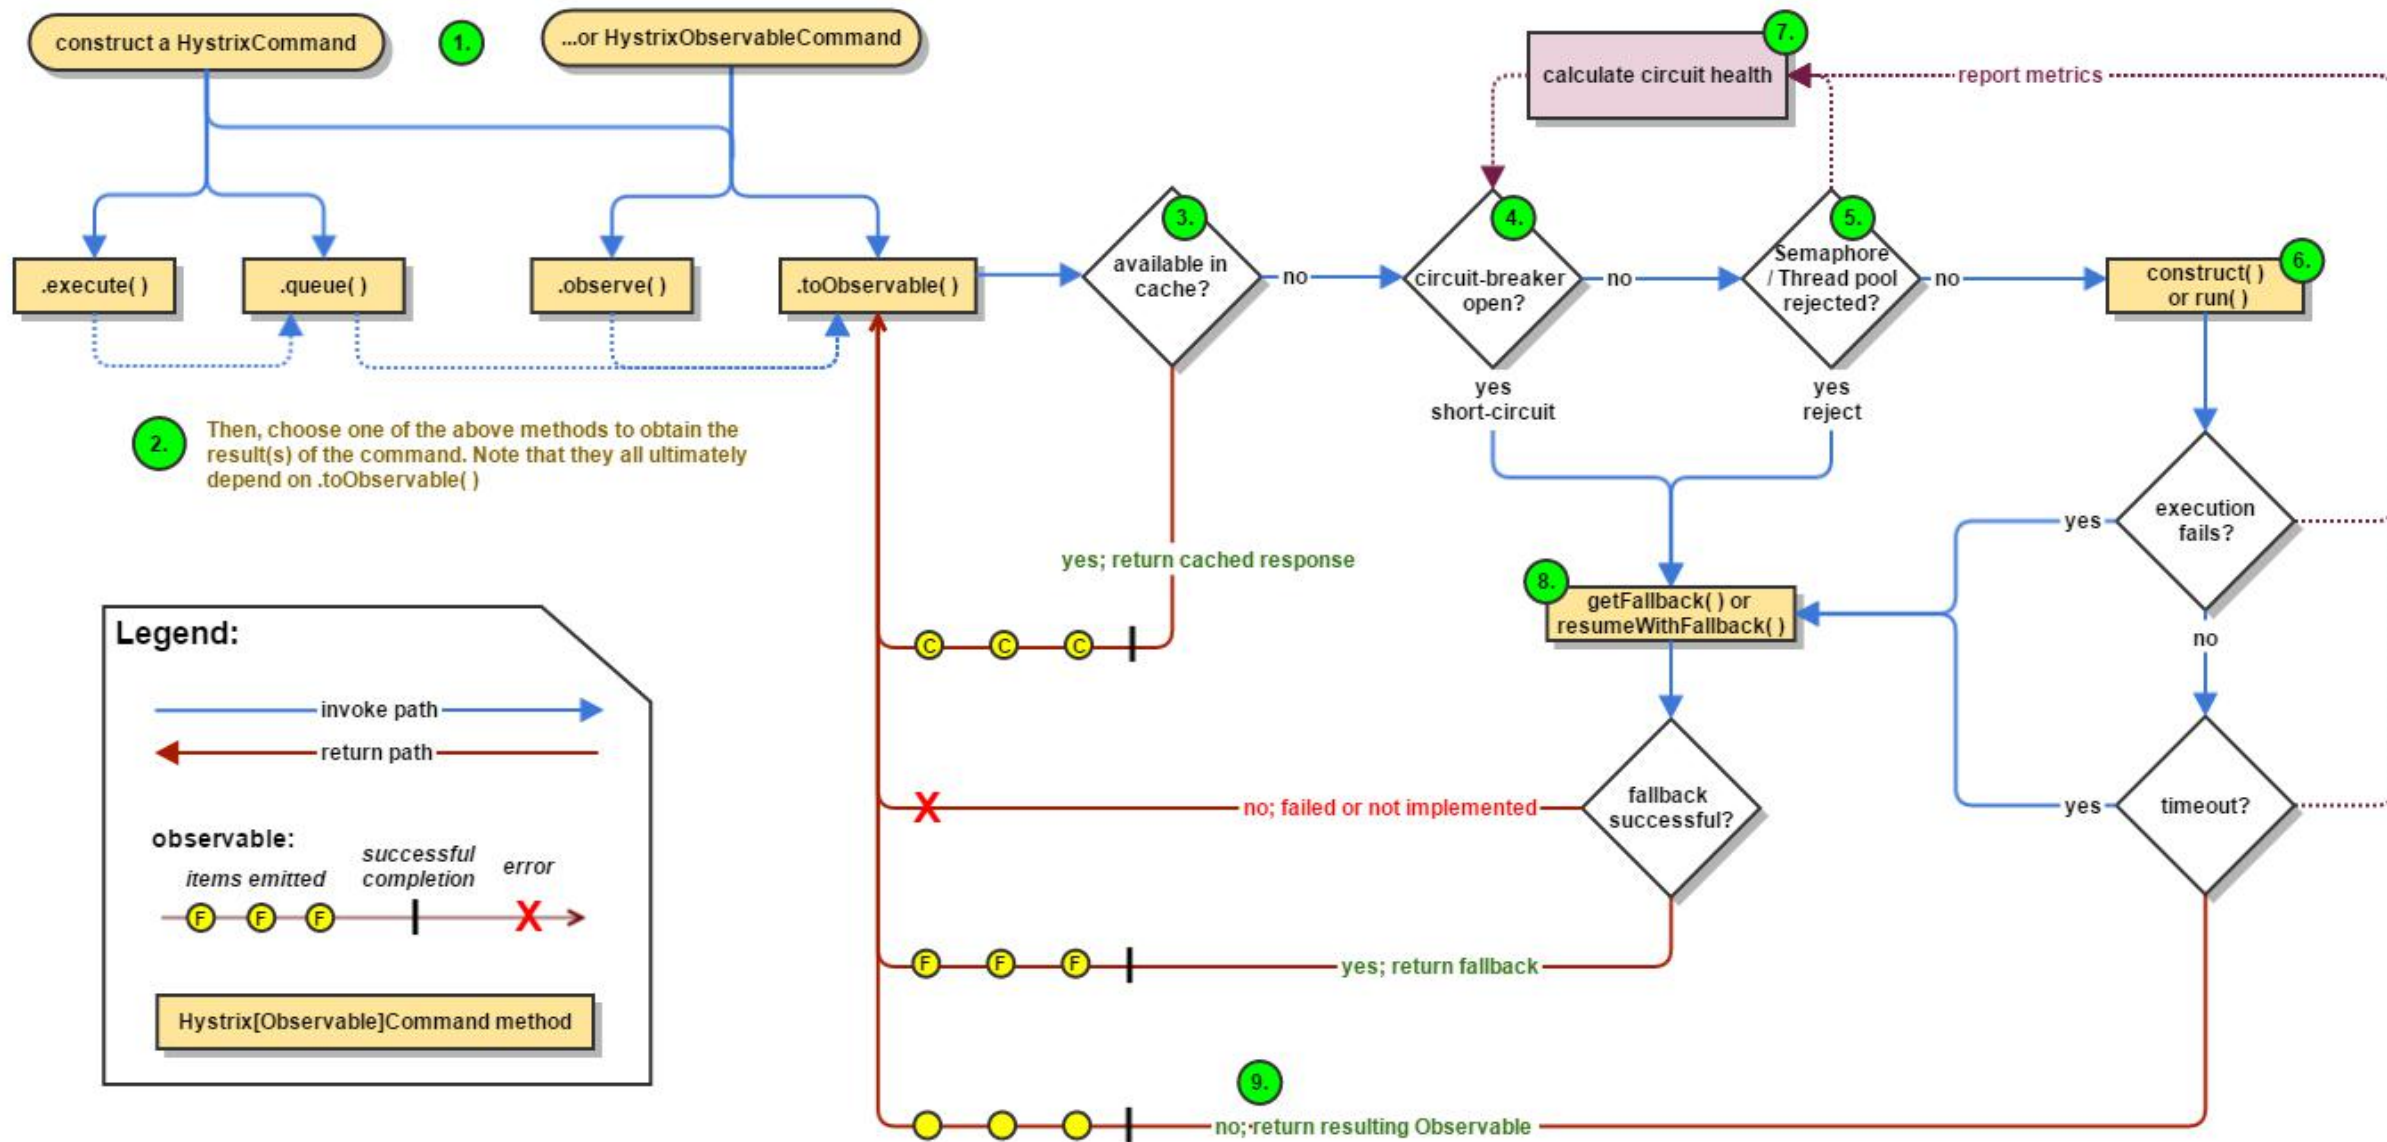 construct a HystrixCommand
1.
...or HystrixObservableCommand
7.
calculate circuit health
report metrics
.execute( )
.queue( )
.observe( )
.toObservable( )
3.
available in
cache?
no
4.
circuit-breaker
open?
no
5.
Semaphore
/ Thread pool
rejected?
no
6.
construct( )
or run( )
yes
short-circuit
yes
reject
2.
Then, choose one of the above methods to obtain the
result(s) of the command. Note that they all ultimately
depend on .toObservable( )
yes; return cached response
C
C
C
yes
execution
fails?
no
8.
getFallback( ) or
resumeWithFallback( )
no; failed or not implemented
X
fallback
successful?
yes
timeout?
F
F
F
yes; return fallback
9.
no; return resulting Observable
Legend:
invoke path
return path
observable:
items emitted
successful
completion
error
F
F
F
X
Hystrix[Observable]Command method